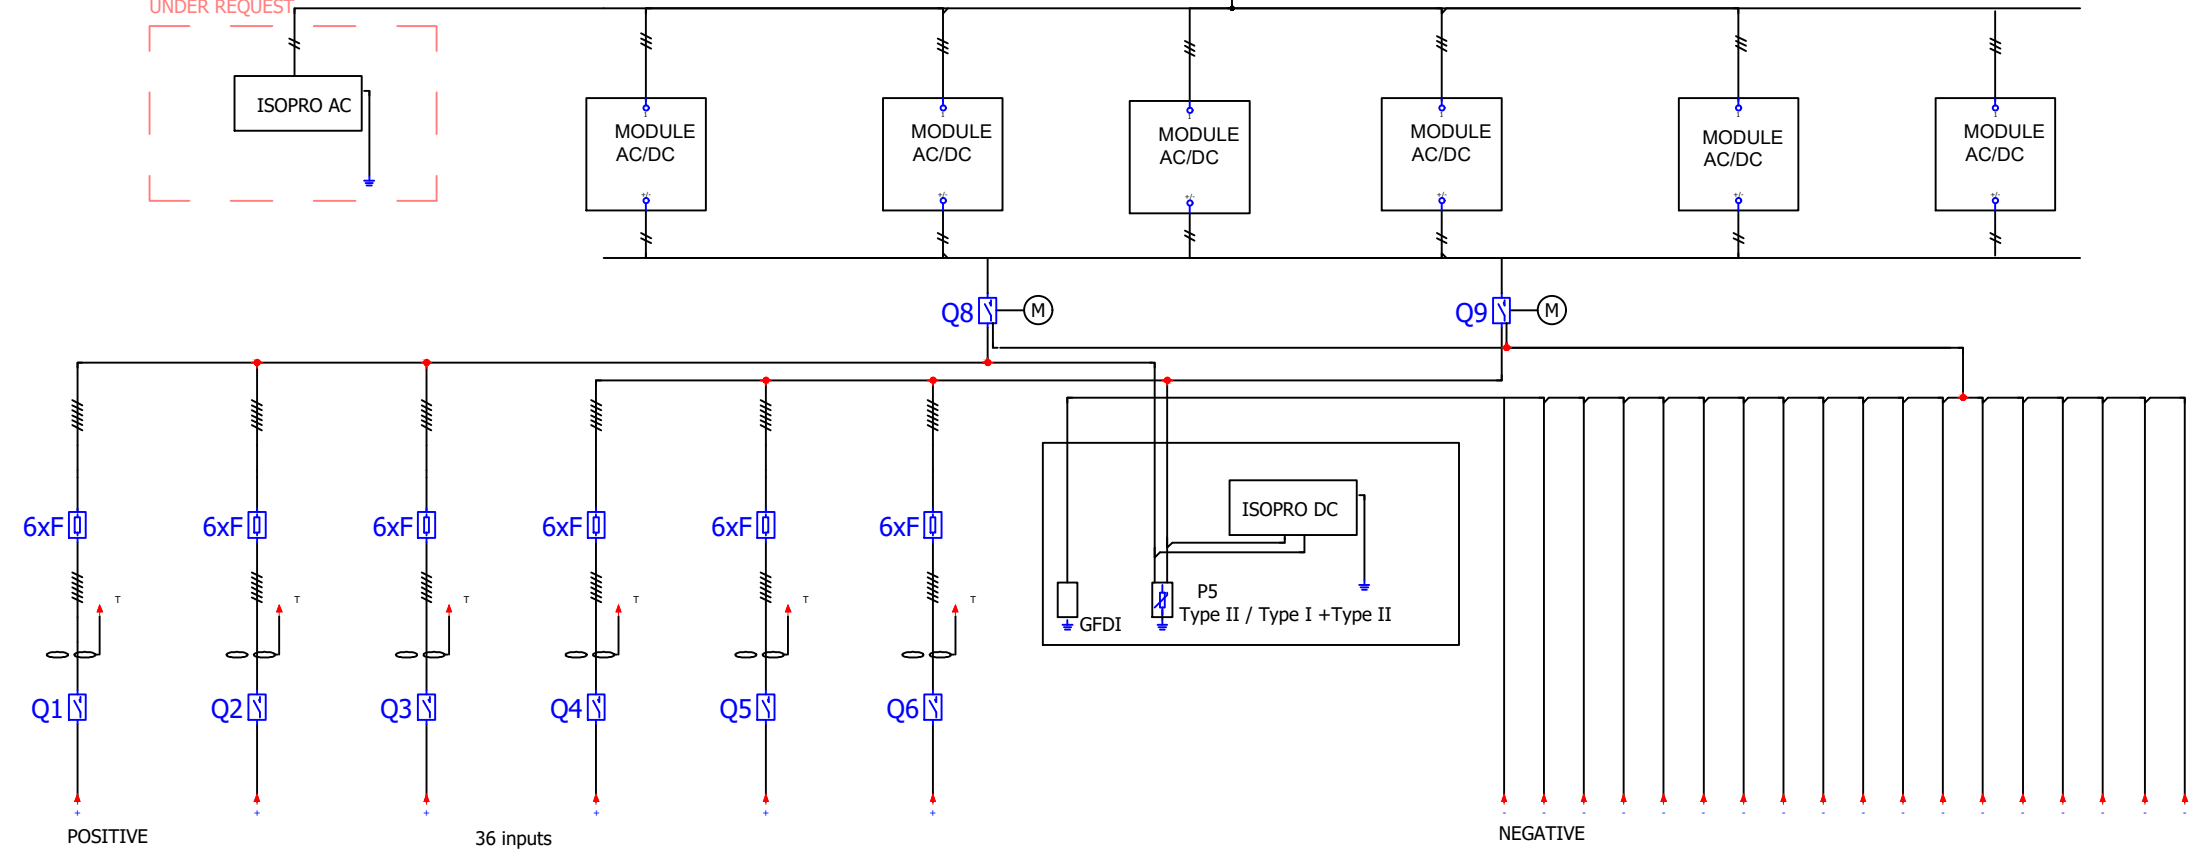 UNDER REQUEST
ISOPRO AC
MODULE
AC/DC
MODULE
AC/DC
MODULE
AC/DC
MODULE
AC/DC
MODULE
AC/DC
MODULE
AC/DC
+/- +/- +/- +/- +/- +/-
Q8 M Q9 M
6xF 6xF 6xF 6xF 6xF 6xF
ISOPRO DC
T T T T T T
P5
Type II / Type I +Type II
GFDI
Q1 Q2 Q3 Q4 Q5 Q6
+ + + + + +
- - - - - - - - - - - - - - - - - -
POSITIVE 36 inputs NEGATIVE